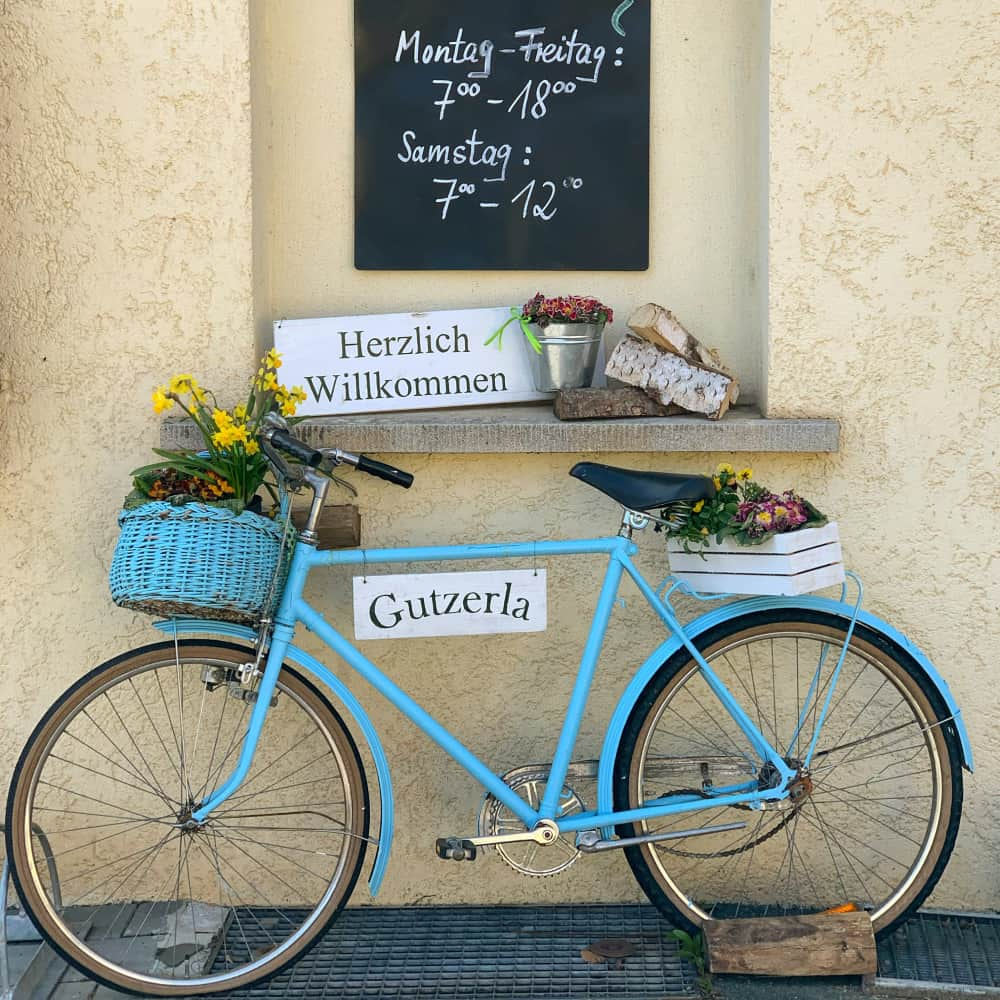 Montag - Freitag :
7⁰⁰ - 18⁰⁰
Samstag :
7⁰⁰ - 12⁰⁰
Herzlich
Willkommen
Gutzerla